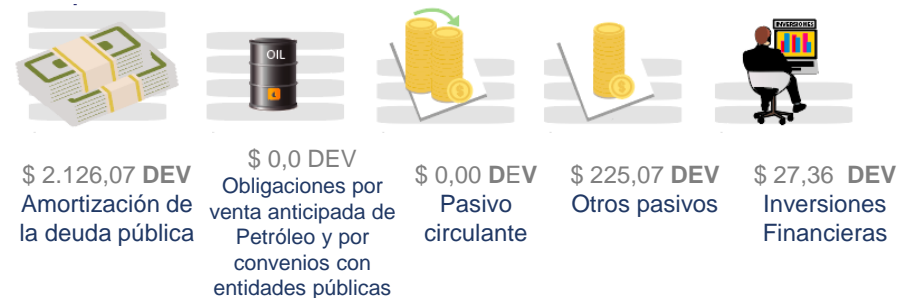 OIL
INVERSIONES
$ 2.126,07 DEV
Amortización de
la deuda pública
$ 0,0 DEV
Obligaciones por
venta anticipada de
Petróleo y por
convenios con
entidades públicas
$ 0,00 DEV
Pasivo
circulante
$ 225,07 DEV
Otros pasivos
$ 27,36 DEV
Inversiones
Financieras